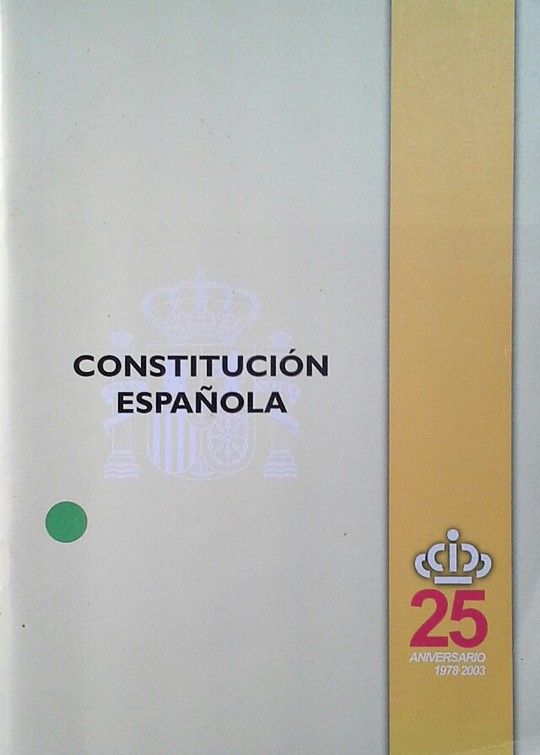 CONSTITUCIÓN
ESPAÑOLA
25
ANIVERSARIO
1978-2003